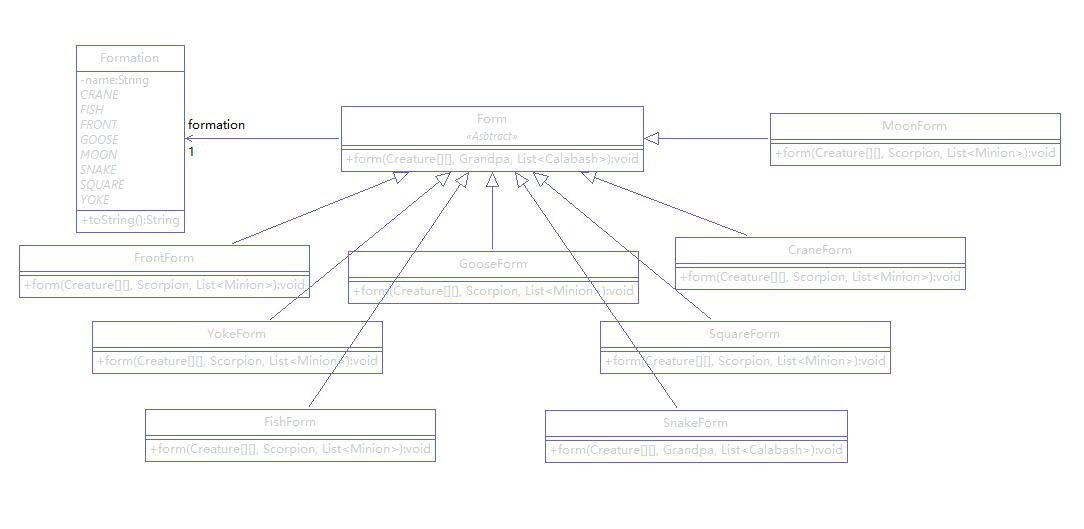 Formation
-name:String
CRANE
FISH
FRONT
GOOSE
MOON
SNAKE
SQUARE
YOKE
+toString():String
formation
1
Form
«Asbtract»
+form(Creature[][], Grandpa, List<Calabash>):void
MoonForm
+form(Creature[][], Scorpion, List<Minion>):void
FrontForm
+form(Creature[][], Scorpion, List<Minion>):void
GooseForm
+form(Creature[][], Scorpion, List<Minion>):void
CraneForm
+form(Creature[][], Scorpion, List<Minion>):void
YokeForm
+form(Creature[][], Scorpion, List<Minion>):void
SquareForm
+form(Creature[][], Scorpion, List<Minion>):void
FishForm
+form(Creature[][], Scorpion, List<Minion>):void
SnakeForm
+form(Creature[][], Grandpa, List<Calabash>):void